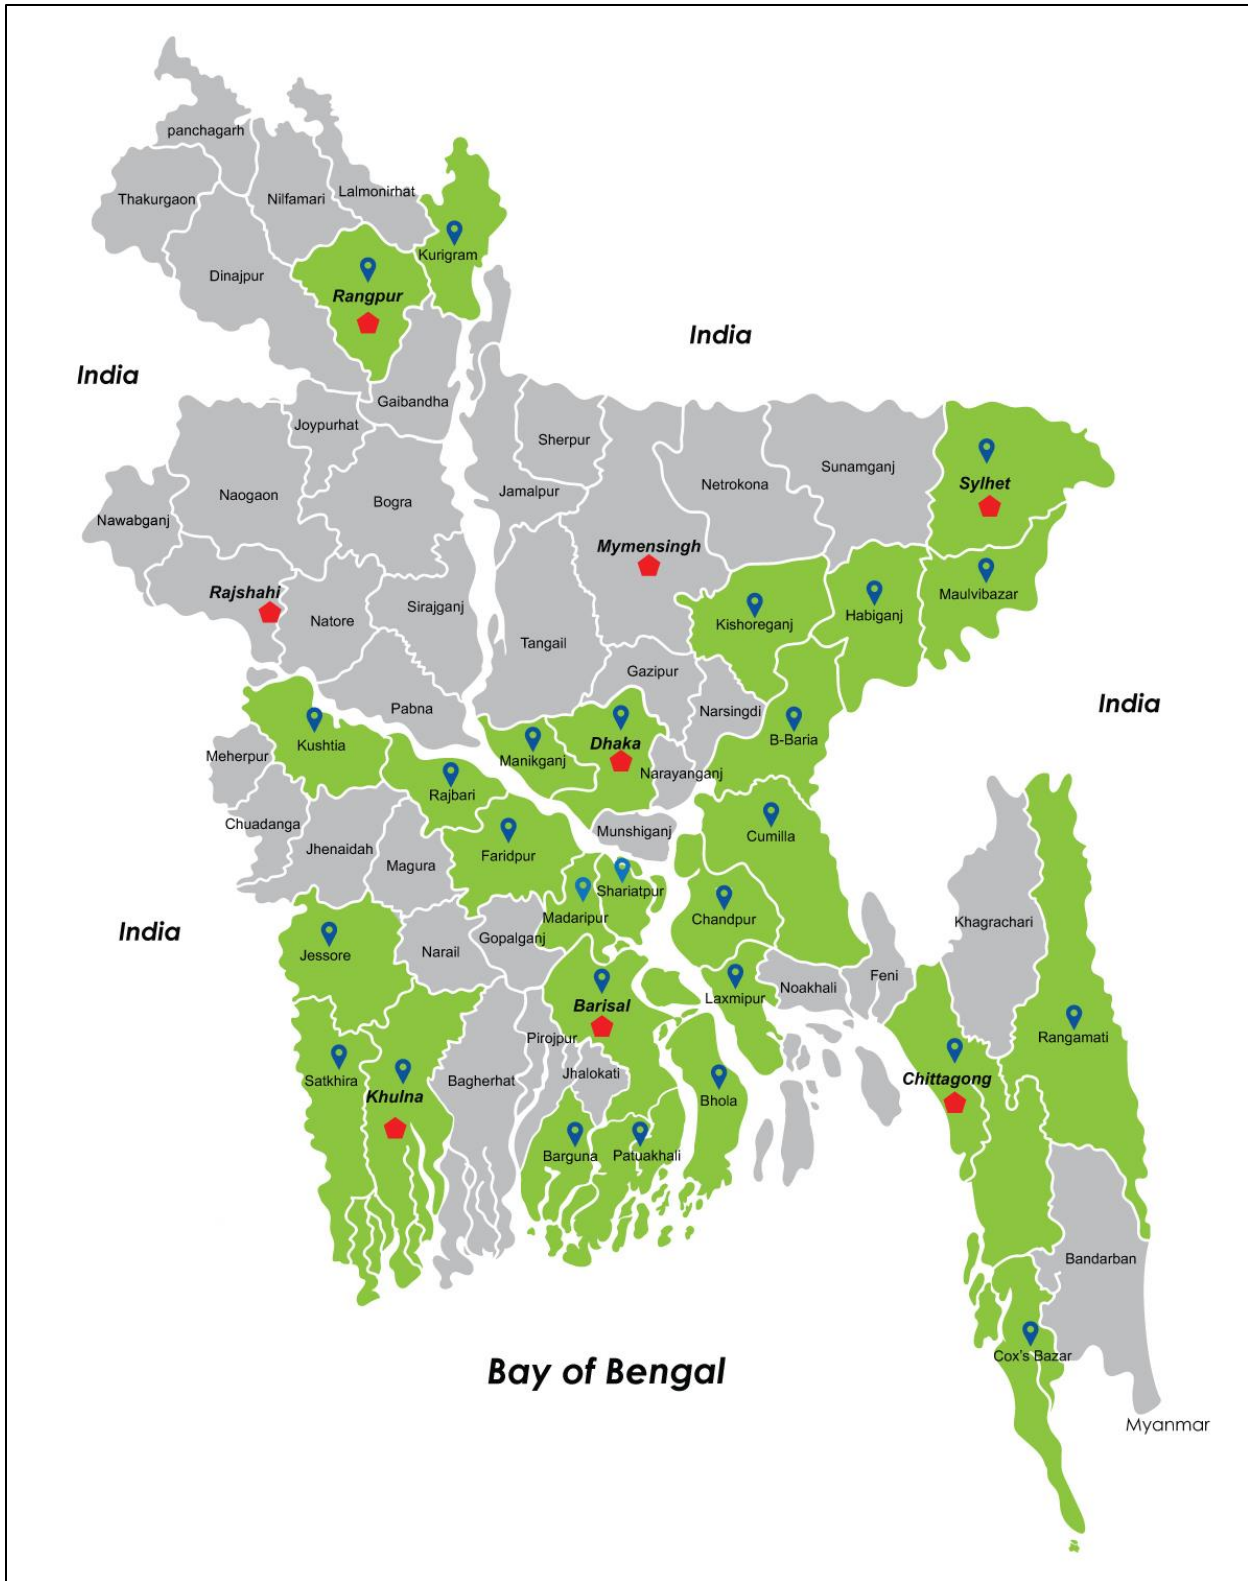 panchagarh
Thakurgaon
Nilfamari
Lalmonirhat
Kurigram
Dinajpur
Rangpur
India
India
Gaibandha
Joypurhat
Sherpur
Sunamganj
Netrokona
Sylhet
Naogaon
Bogra
Jamalpur
Nawabganj
Mymensingh
Rajshahi
Sirajganj
Natore
Maulvibazar
Habiganj
Kishoreganj
Tangail
Gazipur
Pabna
Narsingdi
India
Kushtia
Meherpur
Manikganj
Dhaka
B-Baria
Narayanganj
Rajbari
Chuadanga
Munshiganj
Cumilla
Jhenaidah
Magura
Faridpur
Shariatpur
Madaripur
Chandpur
Khagrachari
India
Jessore
Narail
Gopalganj
Feni
Noakhali
Laxmipur
Barisal
Pirojpur
Rangamati
Satkhira
Khulna
Bagherhat
Jhalokati
Bhola
Chittagong
Barguna
Patuakhali
Bandarban
Cox's Bazar
Bay of Bengal
Myanmar